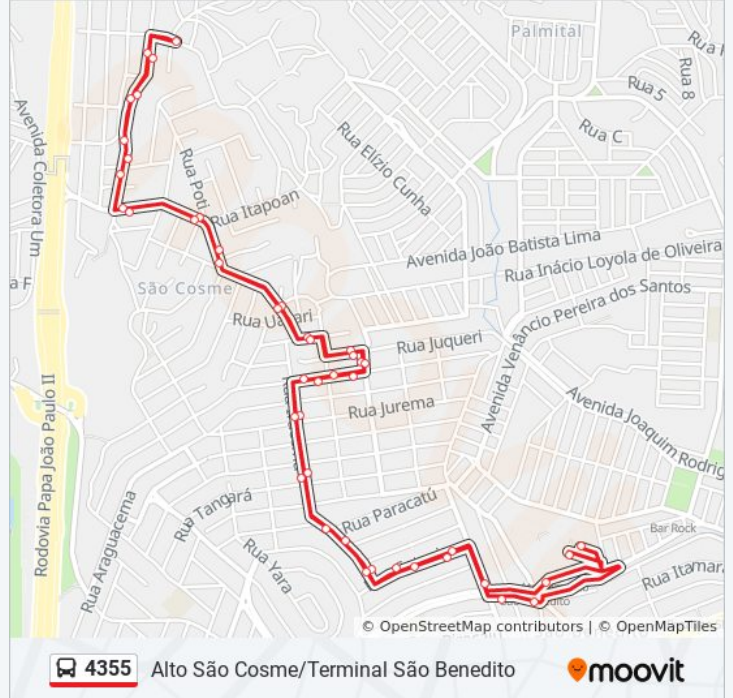 Palmital
Rua 8
Rua 5
Rua C
Avenida Coletora Um
Rua Elízio Cunha
Rua Poti
Rua Itapoan
Avenida João Batista Lima
Rua Inácio Loyola de Oliveira
a F
São Cosme
Avenida Venâncio Pereira dos Santos
Rua Juqueri
Rua Jurema
Avenida Joaquim Rodrig
Rodovia Papa João Paulo II
Rua Araguacema
Rua Tangará
Rua Paracatú
Rua Yara
Bar Rock
Rua Itamar
© OpenStreetMap contributors | © OpenMapTiles
4355 Alto São Cosme/Terminal São Benedito
moovit